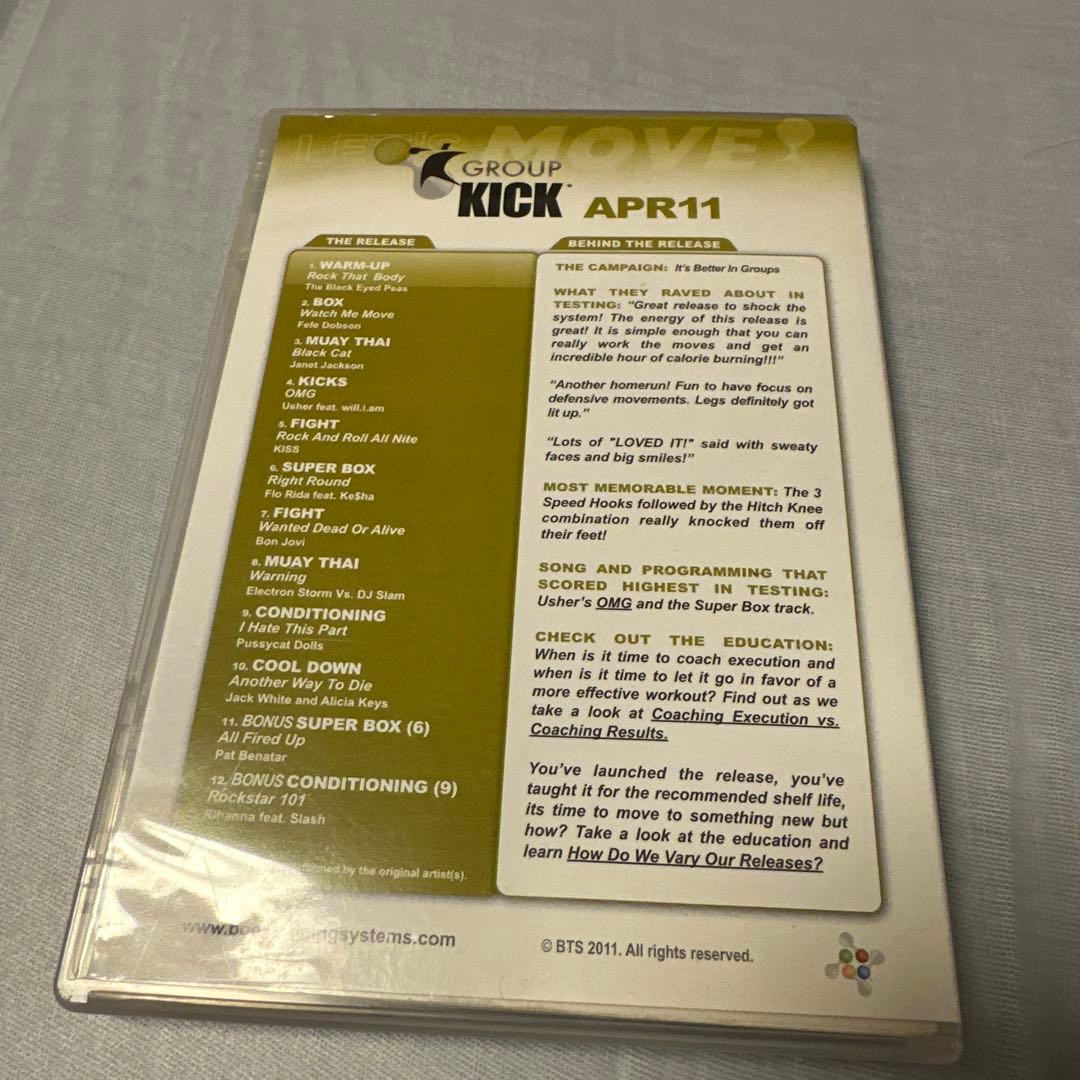 LET'S MOVE!
GROUP
KICK® APR11
THE RELEASE
1. WARM-UP
Rock That Body
The Black Eyed Peas
2. BOX
Watch Me Move
Fefe Dobson
3. MUAY THAI
Black Cat
Janet Jackson
4. KICKS
OMG
Usher feat. will.i.am
5. FIGHT
Rock And Roll All Nite
KISS
6. SUPER BOX
Right Round
Flo Rida feat. Ke$ha
7. FIGHT
Wanted Dead Or Alive
Bon Jovi
8. MUAY THAI
Warning
Electron Storm Vs. DJ Slam
9. CONDITIONING
I Hate This Part
Pussycat Dolls
10. COOL DOWN
Another Way To Die
Jack White and Alicia Keys
11. BONUS SUPER BOX (6)
All Fired Up
Pat Benatar
12. BONUS CONDITIONING (9)
Rockstar 101
Rihanna feat. Slash
by the original artist(s).
BEHIND THE RELEASE
THE CAMPAIGN: It's Better In Groups
WHAT THEY RAVED ABOUT IN
TESTING: "Great release to shock the
system! The energy of this release is
great! It is simple enough that you can
really work the moves and get an
incredible hour of calorie burning!!!"
"Another homerun! Fun to have focus on
defensive movements. Legs definitely got
lit up."
"Lots of "LOVED IT!" said with sweaty
faces and big smiles!"
MOST MEMORABLE MOMENT: The 3
Speed Hooks followed by the Hitch Knee
combination really knocked them off
their feet!
SONG AND PROGRAMMING THAT
SCORED HIGHEST IN TESTING:
Usher's OMG and the Super Box track.
CHECK OUT THE EDUCATION:
When is it time to coach execution and
when is it time to let it go in favor of a
more effective workout? Find out as we
take a look at Coaching Execution vs.
Coaching Results.
You've launched the release, you've
taught it for the recommended shelf life,
its time to move to something new but
how? Take a look at the education and
learn How Do We Vary Our Releases?
© BTS 2011. All rights reserved.